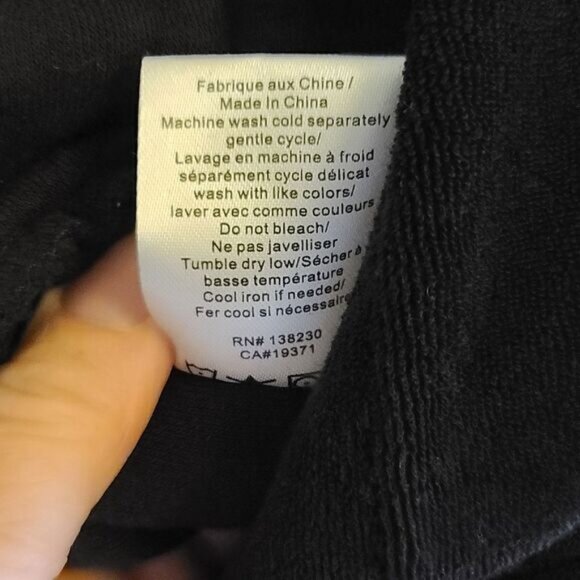 Fabrique aux Chine /
Made In China
Machine wash cold separately
gentle cycle/
Lavage en machine à froid
séparément cycle délicat
wash with like colors/
laver avec comme couleurs
Do not bleach/
Ne pas javelliser
Tumble dry low/Sécher à
basse température
Cool iron if needed/
Fer cool si nécessaire
RN# 138230
CA#19371